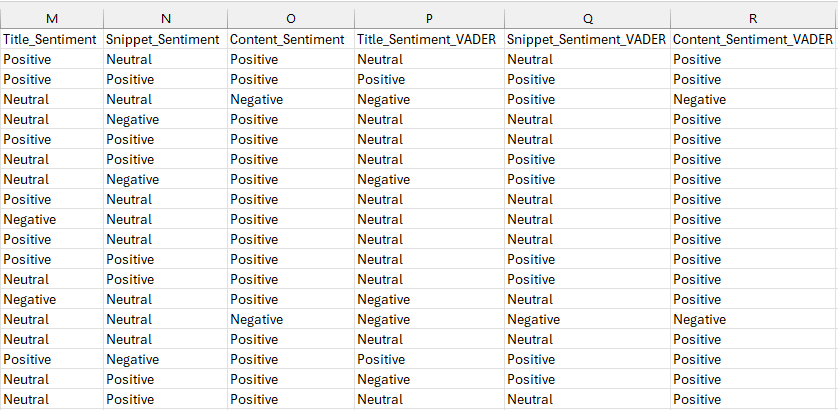 M N O P Q R
Title_Sentiment Snippet_Sentiment Content_Sentiment Title_Sentiment_VADER Snippet_Sentiment_VADER Content_Sentiment_VADER
Positive Neutral Positive Neutral Neutral Positive
Positive Positive Positive Positive Positive Positive
Neutral Neutral Negative Negative Positive Negative
Neutral Negative Positive Neutral Neutral Positive
Positive Positive Positive Neutral Neutral Positive
Neutral Positive Positive Neutral Positive Positive
Neutral Negative Positive Negative Positive Positive
Positive Neutral Positive Neutral Neutral Positive
Negative Neutral Positive Neutral Neutral Positive
Positive Neutral Positive Neutral Neutral Positive
Positive Positive Positive Neutral Positive Positive
Neutral Positive Positive Neutral Positive Positive
Negative Neutral Positive Negative Neutral Positive
Neutral Neutral Negative Negative Negative Negative
Neutral Neutral Positive Neutral Neutral Positive
Positive Negative Positive Positive Positive Positive
Neutral Positive Positive Negative Positive Positive
Neutral Positive Positive Neutral Neutral Positive